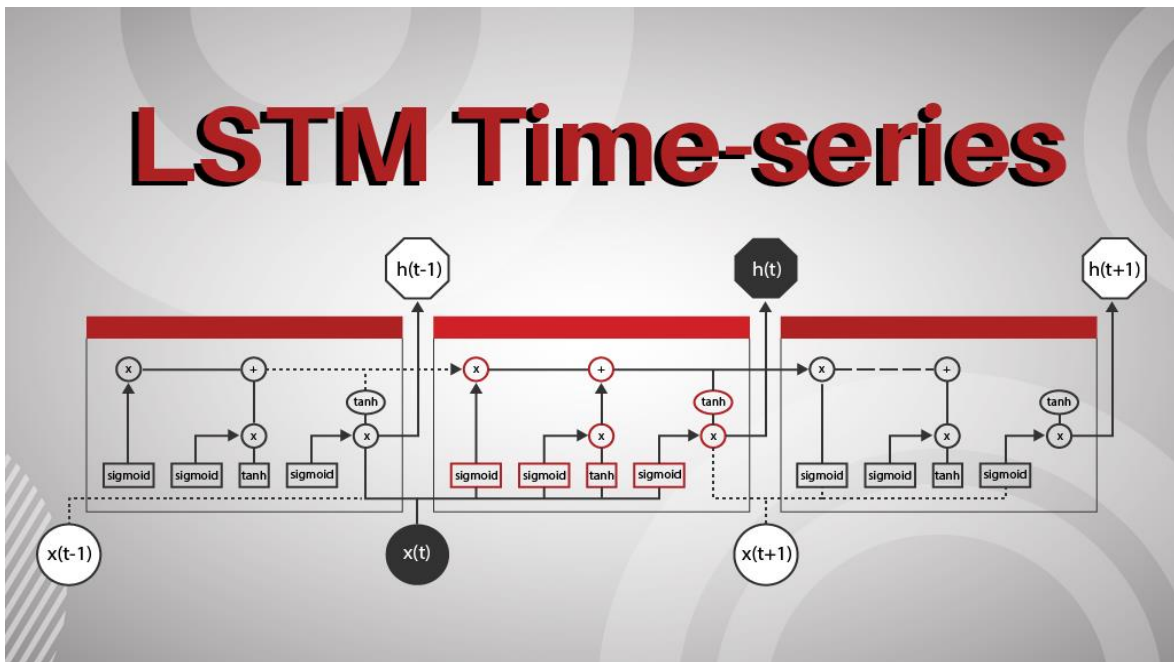 LSTM Time-series
h(t-1)
h(t)
h(t+1)
x
+
x
+
x
+
tanh
tanh
tanh
x
x
x
x
x
x
sigmoid
sigmoid
tanh
sigmoid
sigmoid
sigmoid
tanh
sigmoid
sigmoid
sigmoid
tanh
sigmoid
x(t-1)
x(t)
x(t+1)